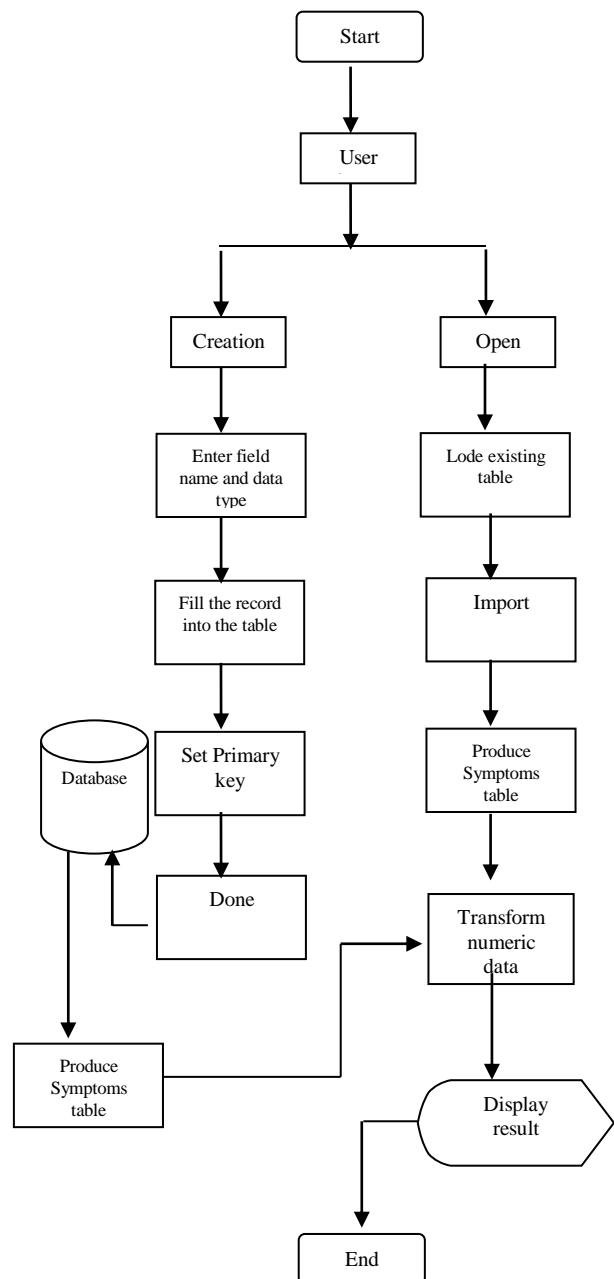 Start
User
Creation
Open
Enter field
name and data
type
Lode existing
table
Fill the record
into the table
Import
Set Primary
key
Database
Produce
Symptoms
table
Done
Transform
numeric
data
Produce
Symptoms
table
Display
result
End